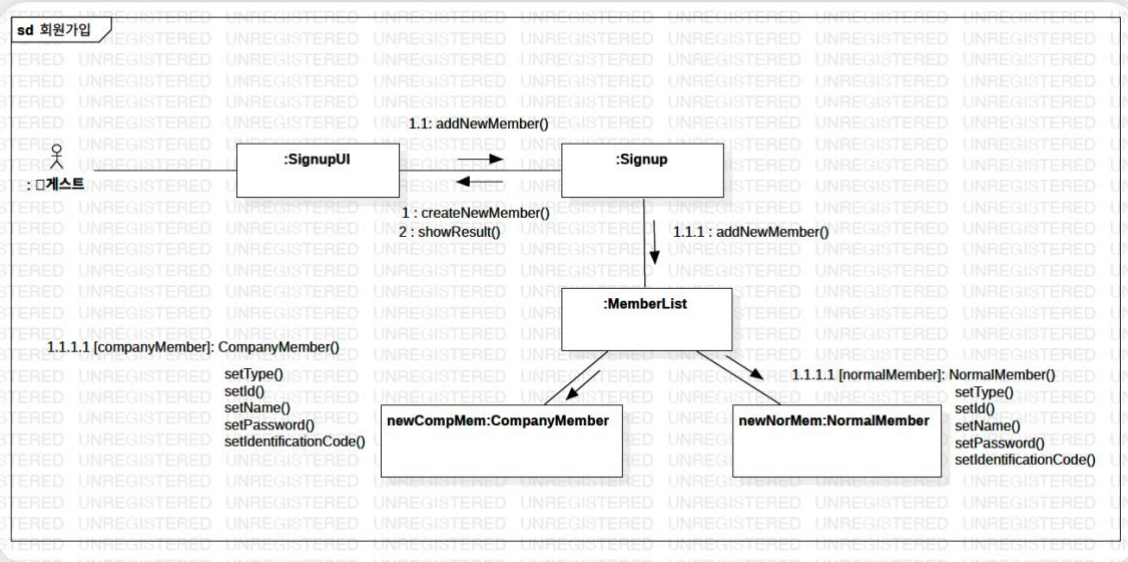 sd 회원가입
1.1: addNewMember()
:SignupUI
:Signup
: 게스트
1 : createNewMember()
2 : showResult()
1.1.1 : addNewMember()
:MemberList
1.1.1.1 [companyMember]: CompanyMember()
setType()
setId()
setName()
setPassword()
setIdentificationCode()
1.1.1.1 [normalMember]: NormalMember()
setType()
setId()
setName()
setPassword()
setIdentificationCode()
newCompMem:CompanyMember
newNorMem:NormalMember
UNREGISTERED